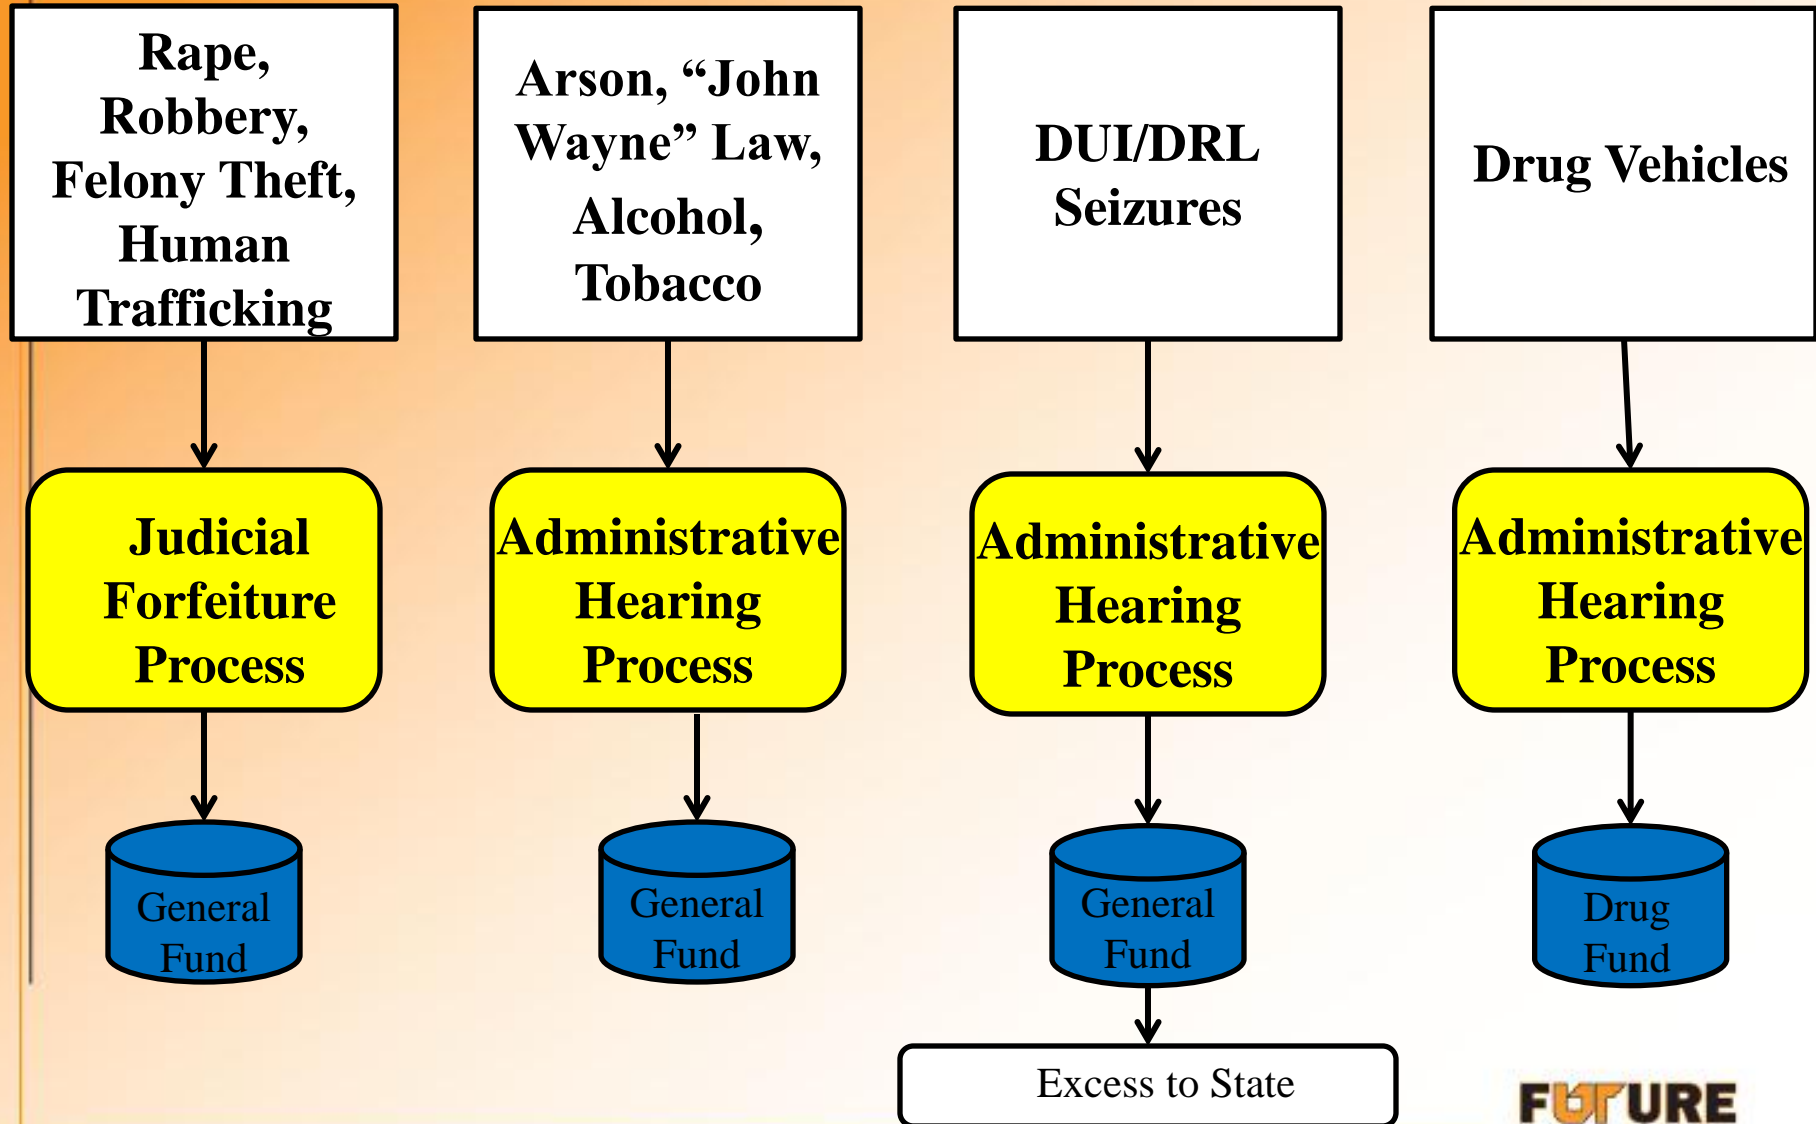 Rape,
Robbery,
Felony Theft,
Human
Trafficking
Arson, “John
Wayne” Law,
Alcohol,
Tobacco
DUI/DRL
Seizures
Drug Vehicles
Judicial
Forfeiture
Process
Administrative
Hearing
Process
Administrative
Hearing
Process
Administrative
Hearing
Process
General
Fund
General
Fund
General
Fund
Drug
Fund
Excess to State
FUTURE